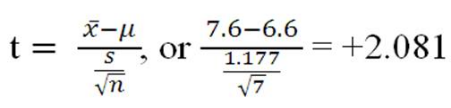 t = (x̄−μ)/(s/√n), or (7.6−6.6)/(1.177/√7) = +2.081